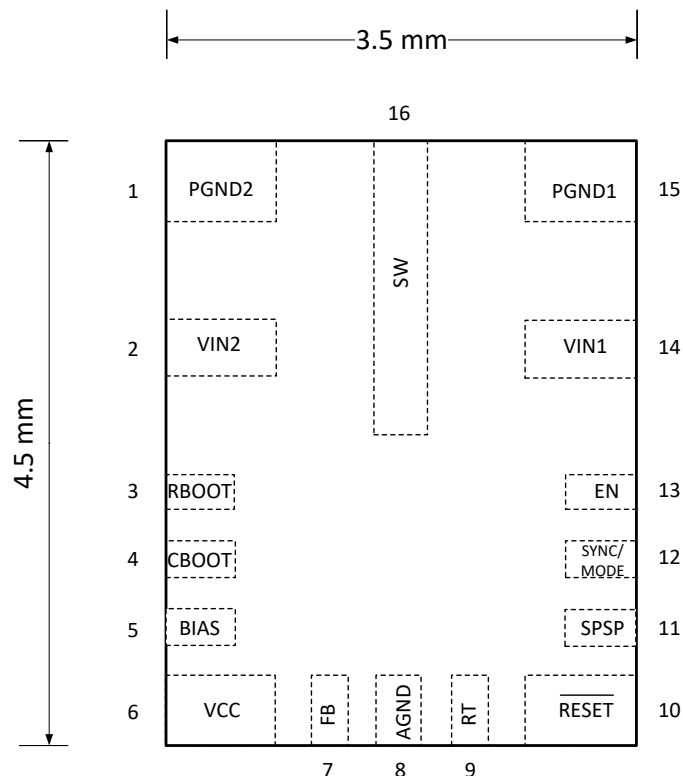 3.5 mm
16
1 PGND2 PGND1 15
SW
2 VIN2 VIN1 14
4.5 mm
3 RBOOT EN 13
4 CBOOT SYNC/
MODE 12
5 BIAS SPSP 11
6 VCC FB AGND RT RESET 10
7 8 9